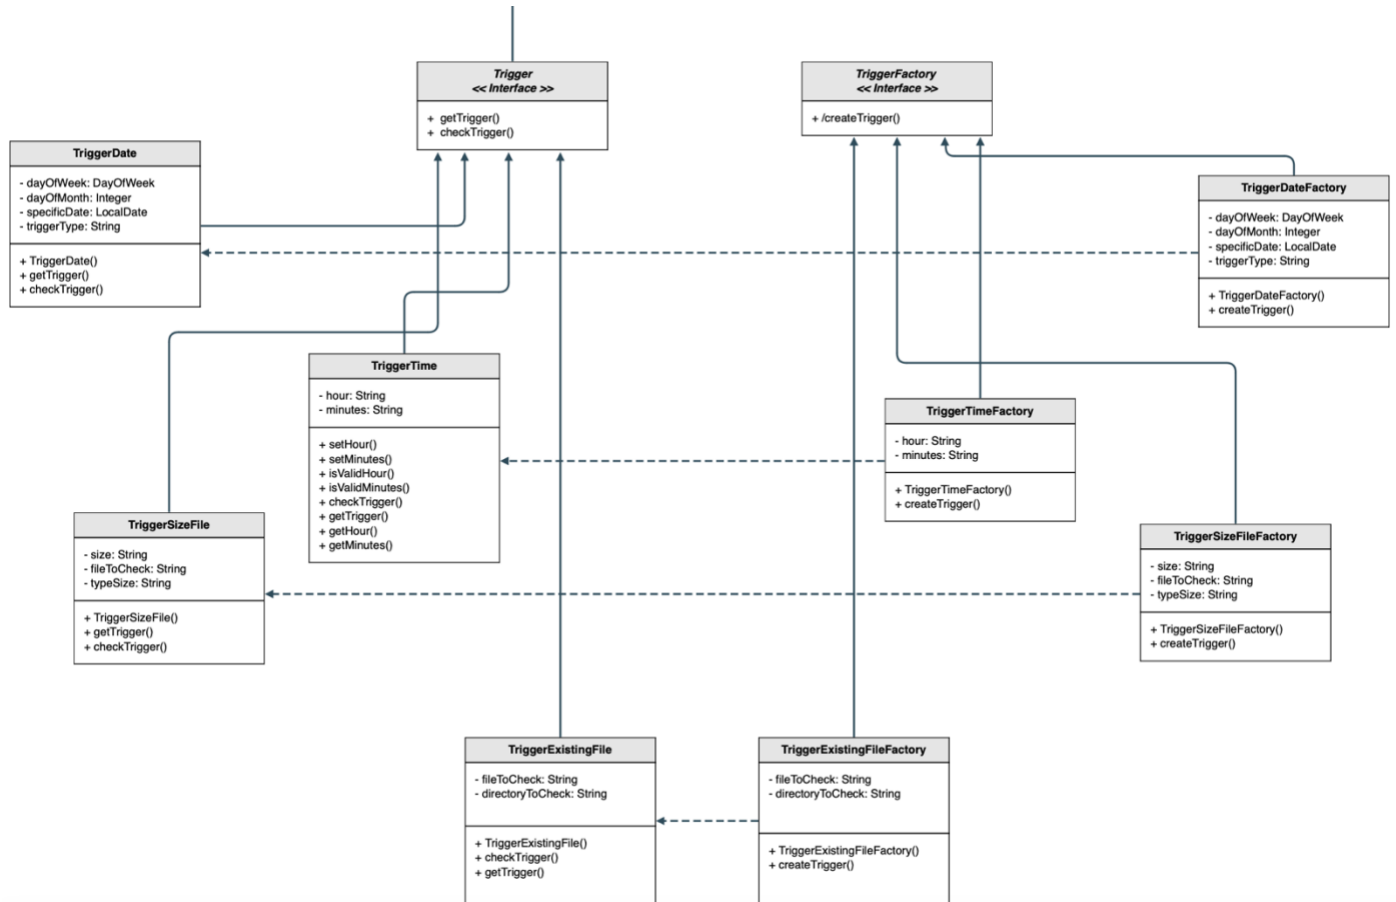 Trigger
<< Interface >>
+ getTrigger()
+ checkTrigger()
TriggerFactory
<< Interface >>
+ /createTrigger()
TriggerDate
- dayOfWeek: DayOfWeek
- dayOfMonth: Integer
- specificDate: LocalDate
- triggerType: String
+ TriggerDate()
+ getTrigger()
+ checkTrigger()
TriggerDateFactory
- dayOfWeek: DayOfWeek
- dayOfMonth: Integer
- specificDate: LocalDate
- triggerType: String
+ TriggerDateFactory()
+ createTrigger()
TriggerTime
- hour: String
- minutes: String
+ setHour()
+ setMinutes()
+ isValidHour()
+ isValidMinutes()
+ checkTrigger()
+ getTrigger()
+ getHour()
+ getMinutes()
TriggerTimeFactory
- hour: String
- minutes: String
+ TriggerTimeFactory()
+ createTrigger()
TriggerSizeFile
- size: String
- fileToCheck: String
- typeSize: String
+ TriggerSizeFile()
+ getTrigger()
+ checkTrigger()
TriggerSizeFileFactory
- size: String
- fileToCheck: String
- typeSize: String
+ TriggerSizeFileFactory()
+ createTrigger()
TriggerExistingFile
- fileToCheck: String
- directoryToCheck: String
+ TriggerExistingFile()
+ checkTrigger()
+ getTrigger()
TriggerExistingFileFactory
- fileToCheck: String
- directoryToCheck: String
+ TriggerExistingFileFactory()
+ createTrigger()